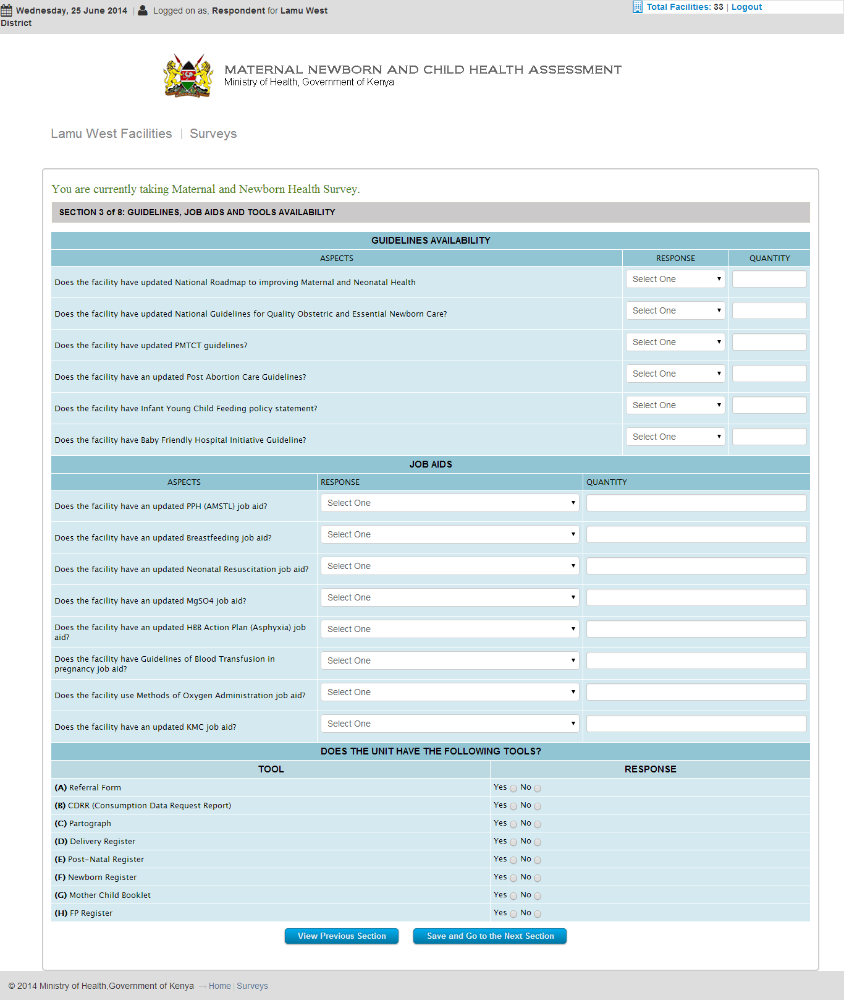 Wednesday, 25 June 2014 | Logged on as, Respondent for Lamu West
District
Total Facilities: 33 | Logout
MATERNAL NEWBORN AND CHILD HEALTH ASSESSMENT
Ministry of Health, Government of Kenya
Lamu West Facilities | Surveys
You are currently taking Maternal and Newborn Health Survey.
SECTION 3 of 8: GUIDELINES, JOB AIDS AND TOOLS AVAILABILITY
GUIDELINES AVAILABILITY
ASPECTS RESPONSE QUANTITY
Does the facility have updated National Roadmap to improving Maternal and Neonatal Health Select One
Does the facility have updated National Guidelines for Quality Obstetric and Essential Newborn Care? Select One
Does the facility have updated PMTCT guidelines? Select One
Does the facility have an updated Post Abortion Care Guidelines? Select One
Does the facility have Infant Young Child Feeding policy statement? Select One
Does the facility have Baby Friendly Hospital Initiative Guideline? Select One
JOB AIDS
ASPECTS RESPONSE QUANTITY
Does the facility have an updated PPH (AMSTL) job aid? Select One
Does the facility have an updated Breastfeeding job aid? Select One
Does the facility have an updated Neonatal Resuscitation job aid? Select One
Does the facility have an updated MgSO4 job aid? Select One
Does the facility have an updated HBB Action Plan (Asphyxia) job
aid? Select One
Does the facility have Guidelines of Blood Transfusion in
pregnancy job aid? Select One
Does the facility use Methods of Oxygen Administration job aid? Select One
Does the facility have an updated KMC job aid? Select One
DOES THE UNIT HAVE THE FOLLOWING TOOLS?
TOOL RESPONSE
(A) Referral Form Yes No
(B) CDRR (Consumption Data Request Report) Yes No
(C) Partograph Yes No
(D) Delivery Register Yes No
(E) Post-Natal Register Yes No
(F) Newborn Register Yes No
(G) Mother Child Booklet Yes No
(H) FP Register Yes No
View Previous Section Save and Go to the Next Section
© 2014 Ministry of Health,Government of Kenya → Home | Surveys